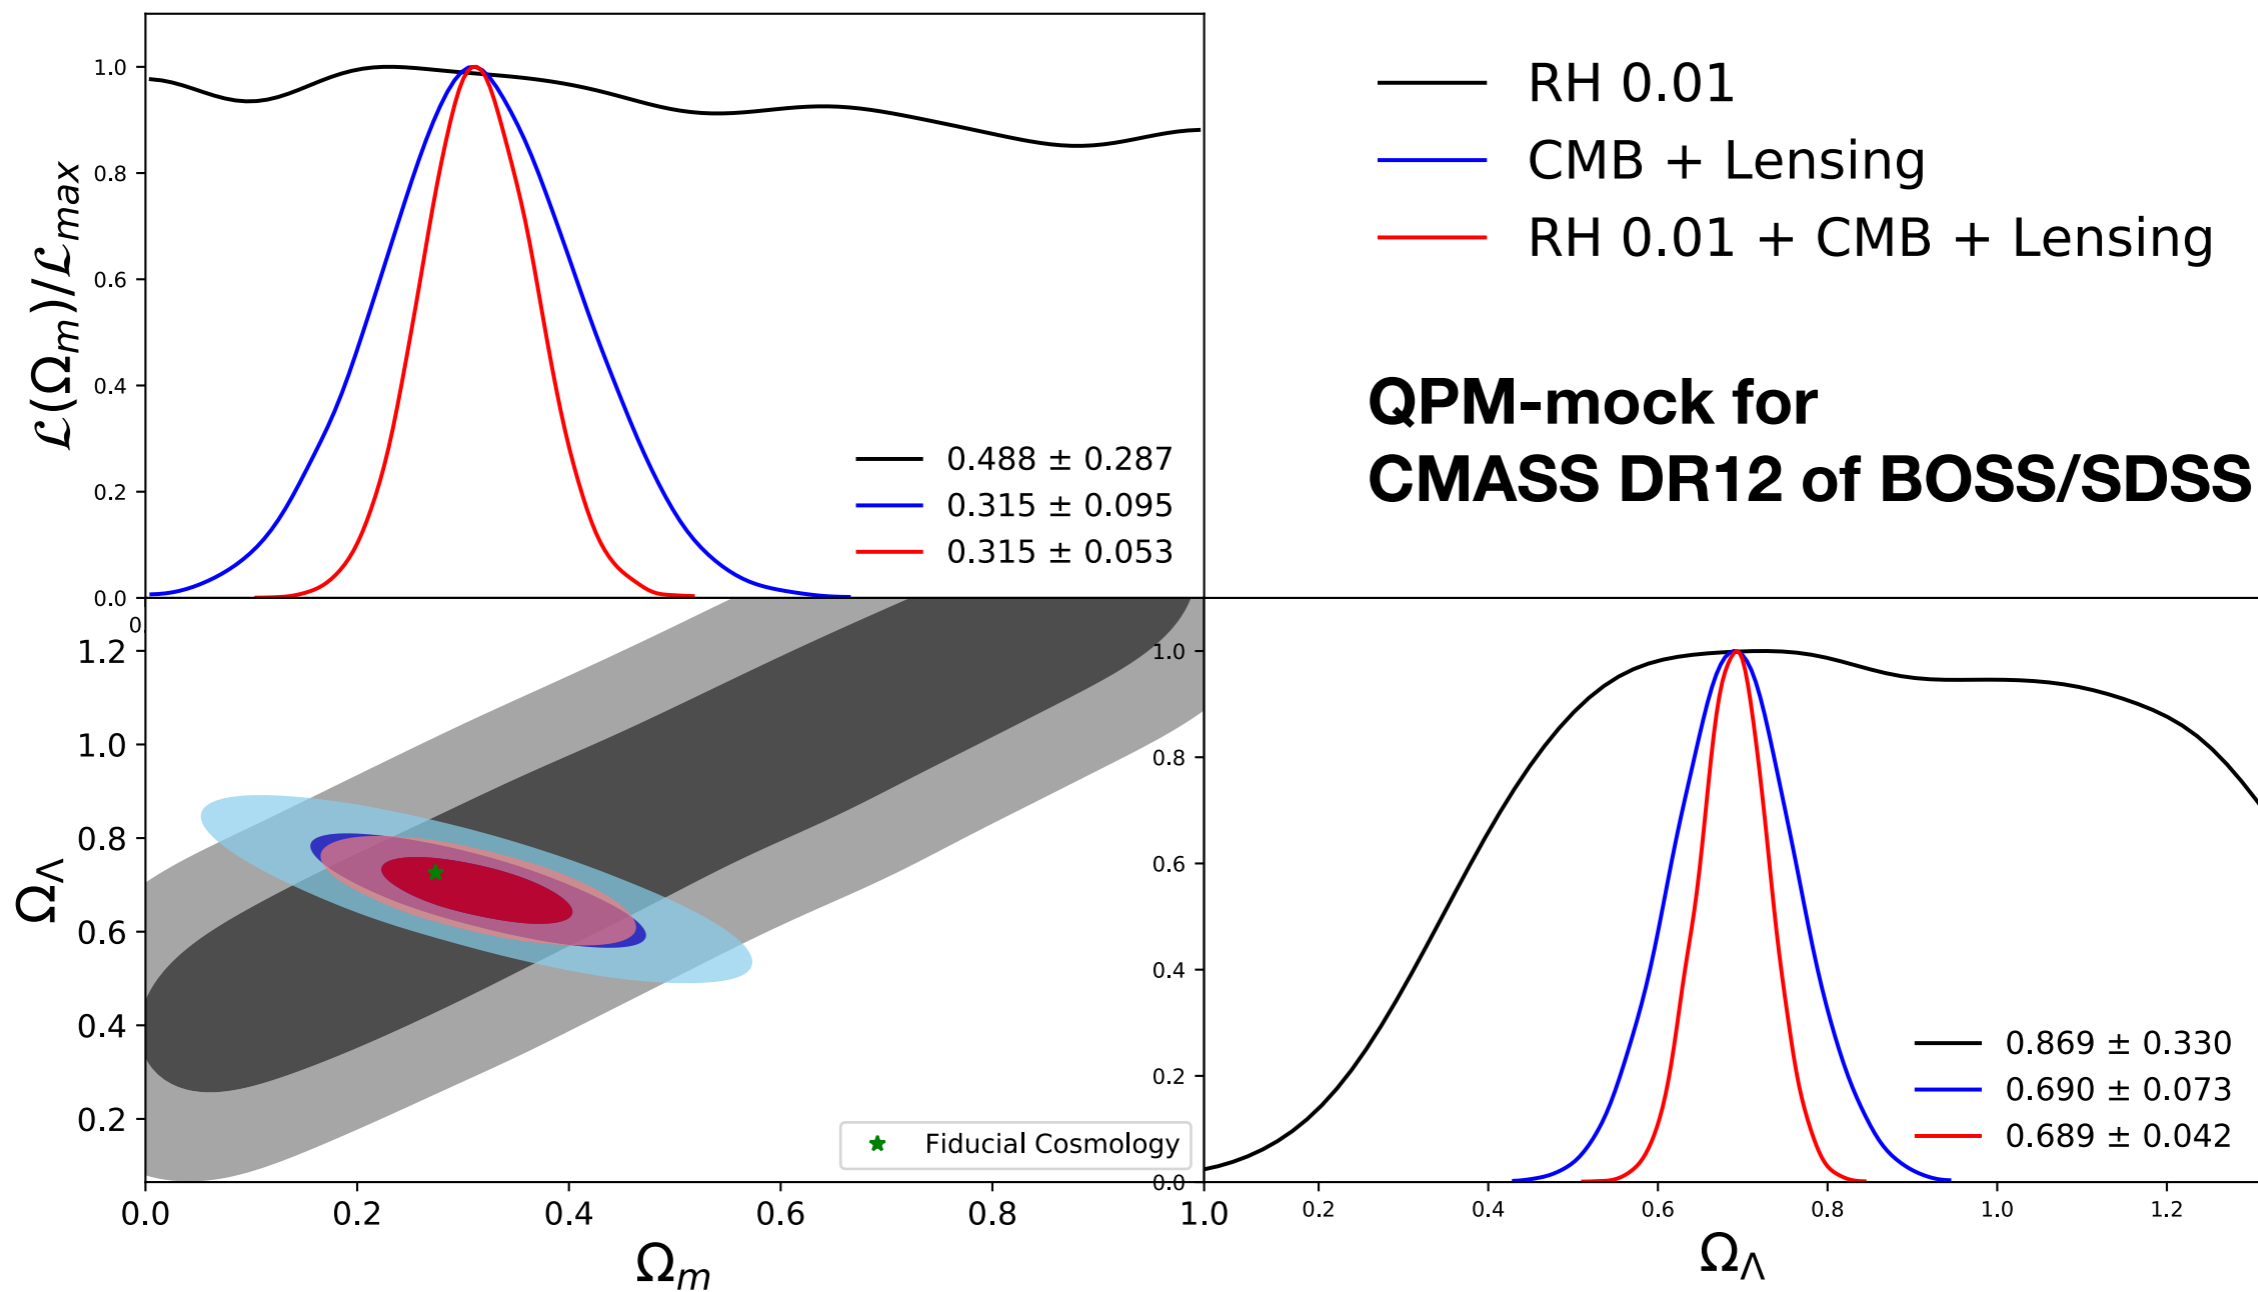 1.0
0.8
0.6
0.4
0.2
0.0
ℒ(Ω_m)/ℒ_max
0.488 ± 0.287
0.315 ± 0.095
0.315 ± 0.053
RH 0.01
CMB + Lensing
RH 0.01 + CMB + Lensing
QPM-mock for
CMASS DR12 of BOSS/SDSS
0.
1.2
1.0
0.8
0.6
0.4
0.2
Ω_Λ
Fiducial Cosmology
0.0 0.2 0.4 0.6 0.8 1.0
Ω_m
1.0
0.8
0.6
0.4
0.2
0.0
0.869 ± 0.330
0.690 ± 0.073
0.689 ± 0.042
0.2 0.4 0.6 0.8 1.0 1.2
Ω_Λ